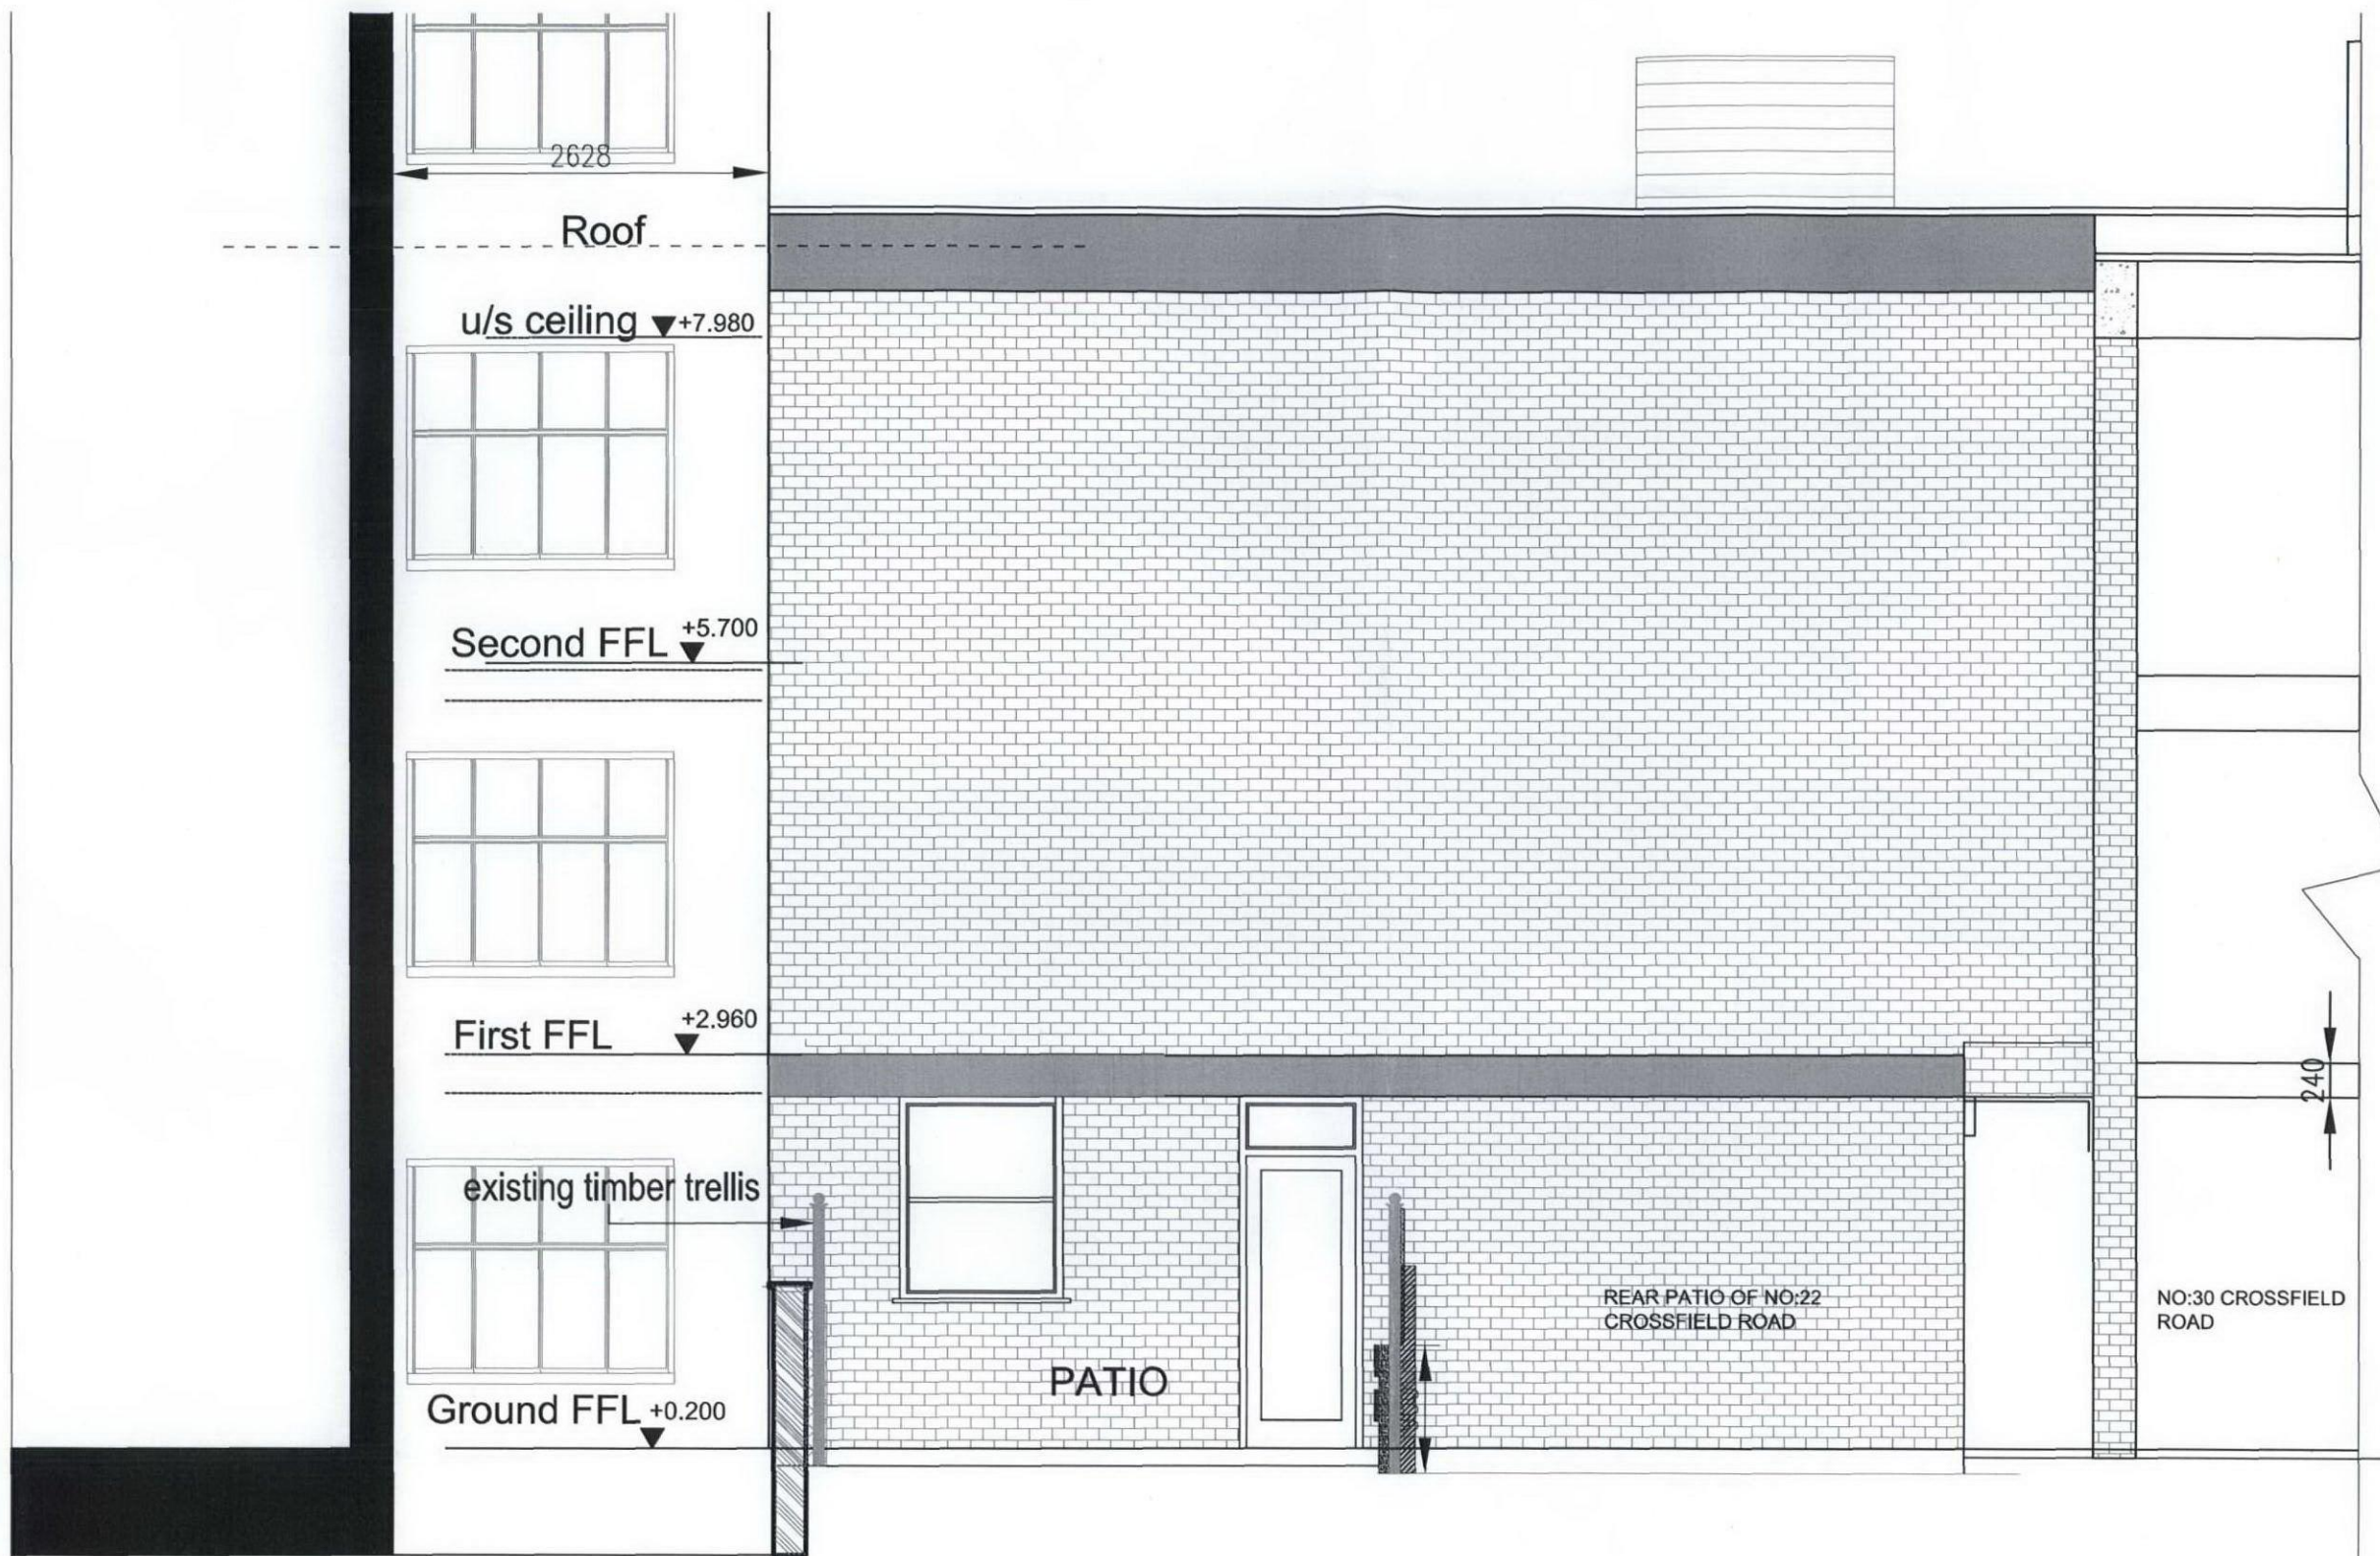 2628
Roof
u/s ceiling +7.980
Second FFL +5.700
First FFL +2.960
240
existing timber trellis
REAR PATIO OF NO:22
CROSSFIELD ROAD
NO:30 CROSSFIELD
ROAD
PATIO
Ground FFL +0.200